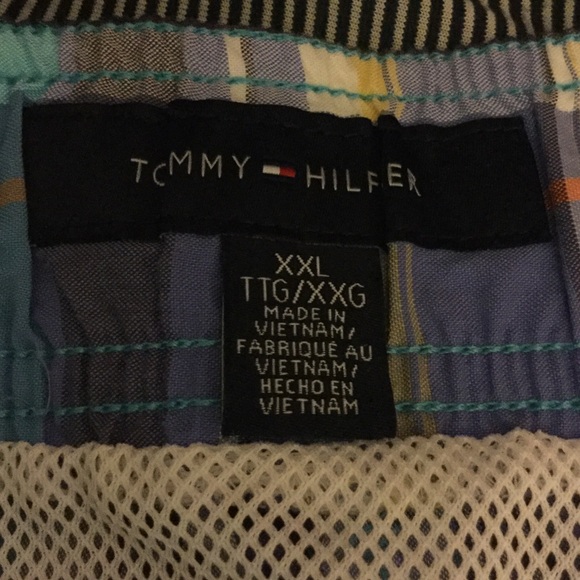 TOMMY HILFIGER
XXL
TTG/XXG
MADE IN
VIETNAM/
FABRIQUÉ AU
VIETNAM/
HECHO EN
VIETNAM